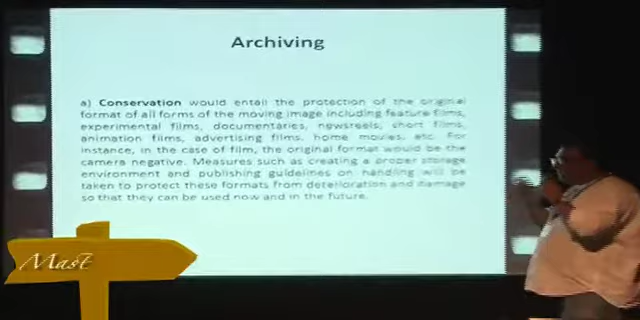 Archiving
a) Conservation would entail the protection of the original
format of all forms of the moving image including feature films,
experimental films, documentaries, newsreels, short films,
animation films, advertising films, home movies, etc. For
instance, in the case of film, the original format would be the
camera negative. Measures such as creating a proper storage
environment and publishing guidelines on handling will be
taken to protect these formats from deterioration and damage
so that they can be used now and in the future.
Mast